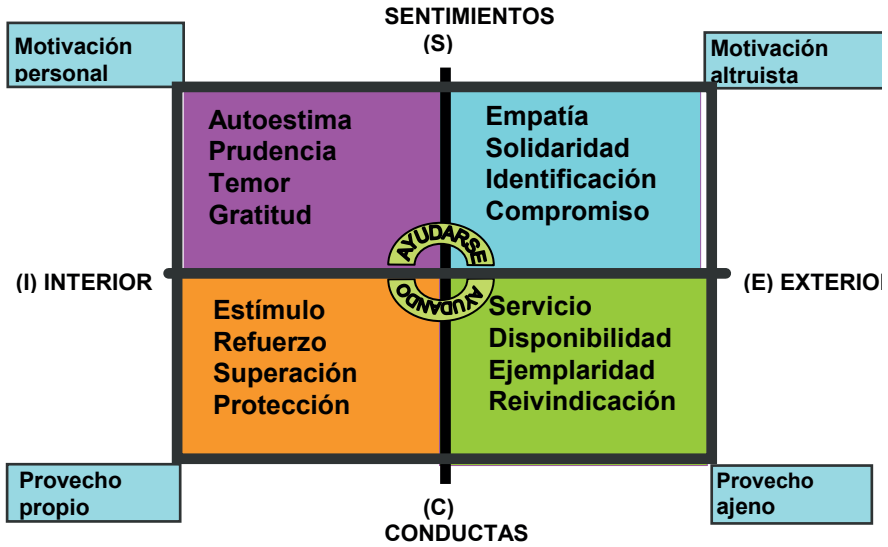 SENTIMIENTOS
(S)
Motivación
personal
Motivación
altruista
Autoestima
Prudencia
Temor
Gratitud
Empatía
Solidaridad
Identificación
Compromiso
AYUDARSE
(I) INTERIOR
(E) EXTERIOR
AYUDANDO
Estímulo
Refuerzo
Superación
Protección
Servicio
Disponibilidad
Ejemplaridad
Reivindicación
Provecho
propio
Provecho
ajeno
(C)
CONDUCTAS